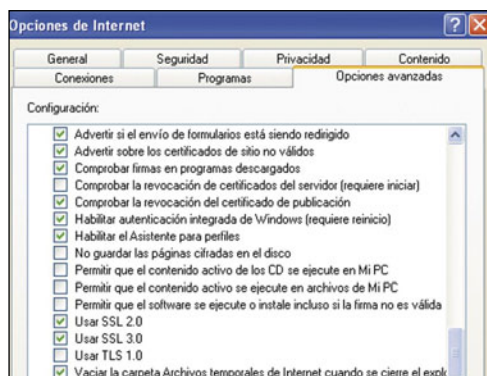 Opciones de Internet
General Seguridad Privacidad Contenido
Conexiones Programas Opciones avanzadas
Configuración:
Advertir si el envío de formularios está siendo redirigido
Advertir sobre los certificados de sitio no válidos
Comprobar firmas en programas descargados
Comprobar la revocación de certificados del servidor (requiere iniciar)
Comprobar la revocación del certificado de publicación
Habilitar autenticación integrada de Windows (requiere reinicio)
Habilitar el Asistente para perfiles
No guardar las páginas cifradas en el disco
Permitir que el contenido activo de los CD se ejecute en Mi PC
Permitir que el contenido activo se ejecute en archivos de Mi PC
Permitir que el software se ejecute o instale incluso si la firma no es válida
Usar SSL 2.0
Usar SSL 3.0
Usar TLS 1.0
Vaciar la carpeta Archivos temporales de Internet cuando se cierre el explo